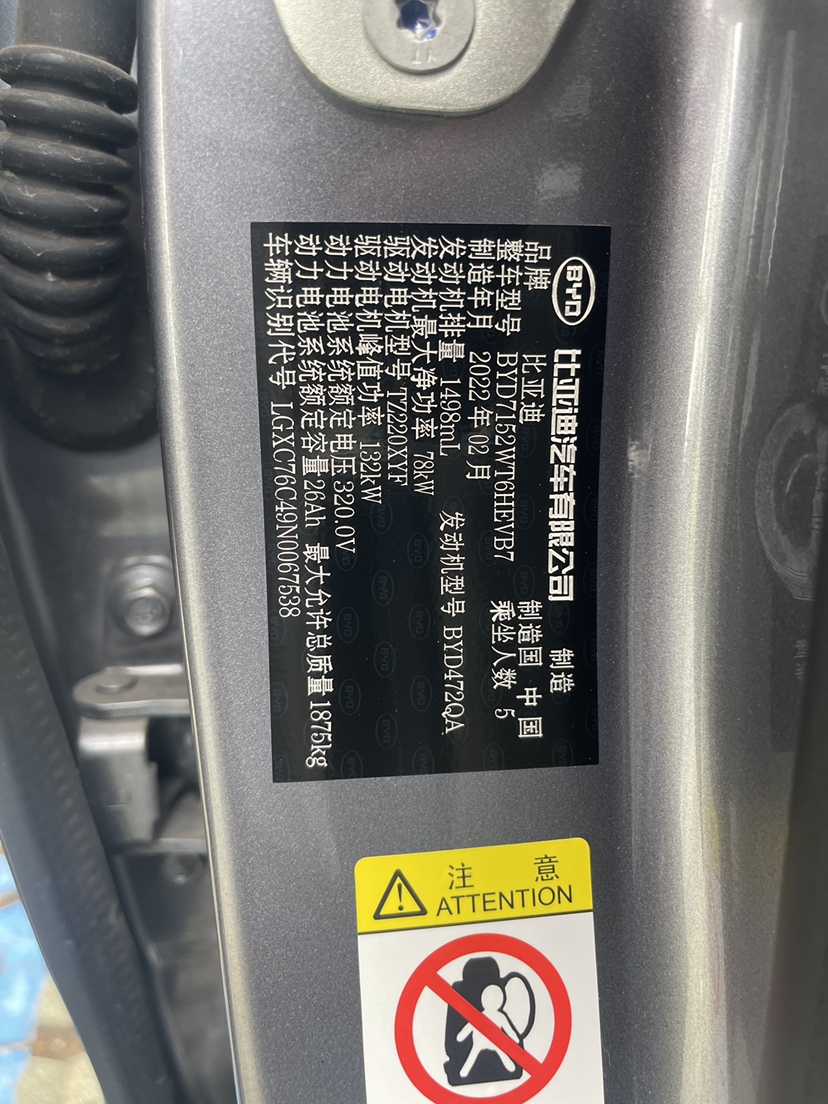 BYD 比亚迪汽车有限公司 制造
品牌 比亚迪 制造国 中国
整车型号 BYD7152WT6HEVB7 乘坐人数 5
制造年月 2022年02月
发动机排量 1498mL 发动机型号 BYD472QA
发动机最大净功率 78kW
驱动电机型号 TZ220XYF
驱动电机峰值功率 132kW
动力电池系统额定电压 320.0V
动力电池系统额定容量 26Ah 最大允许总质量 1875kg
车辆识别代号 LGXC76C49N0067538
注 意
ATTENTION